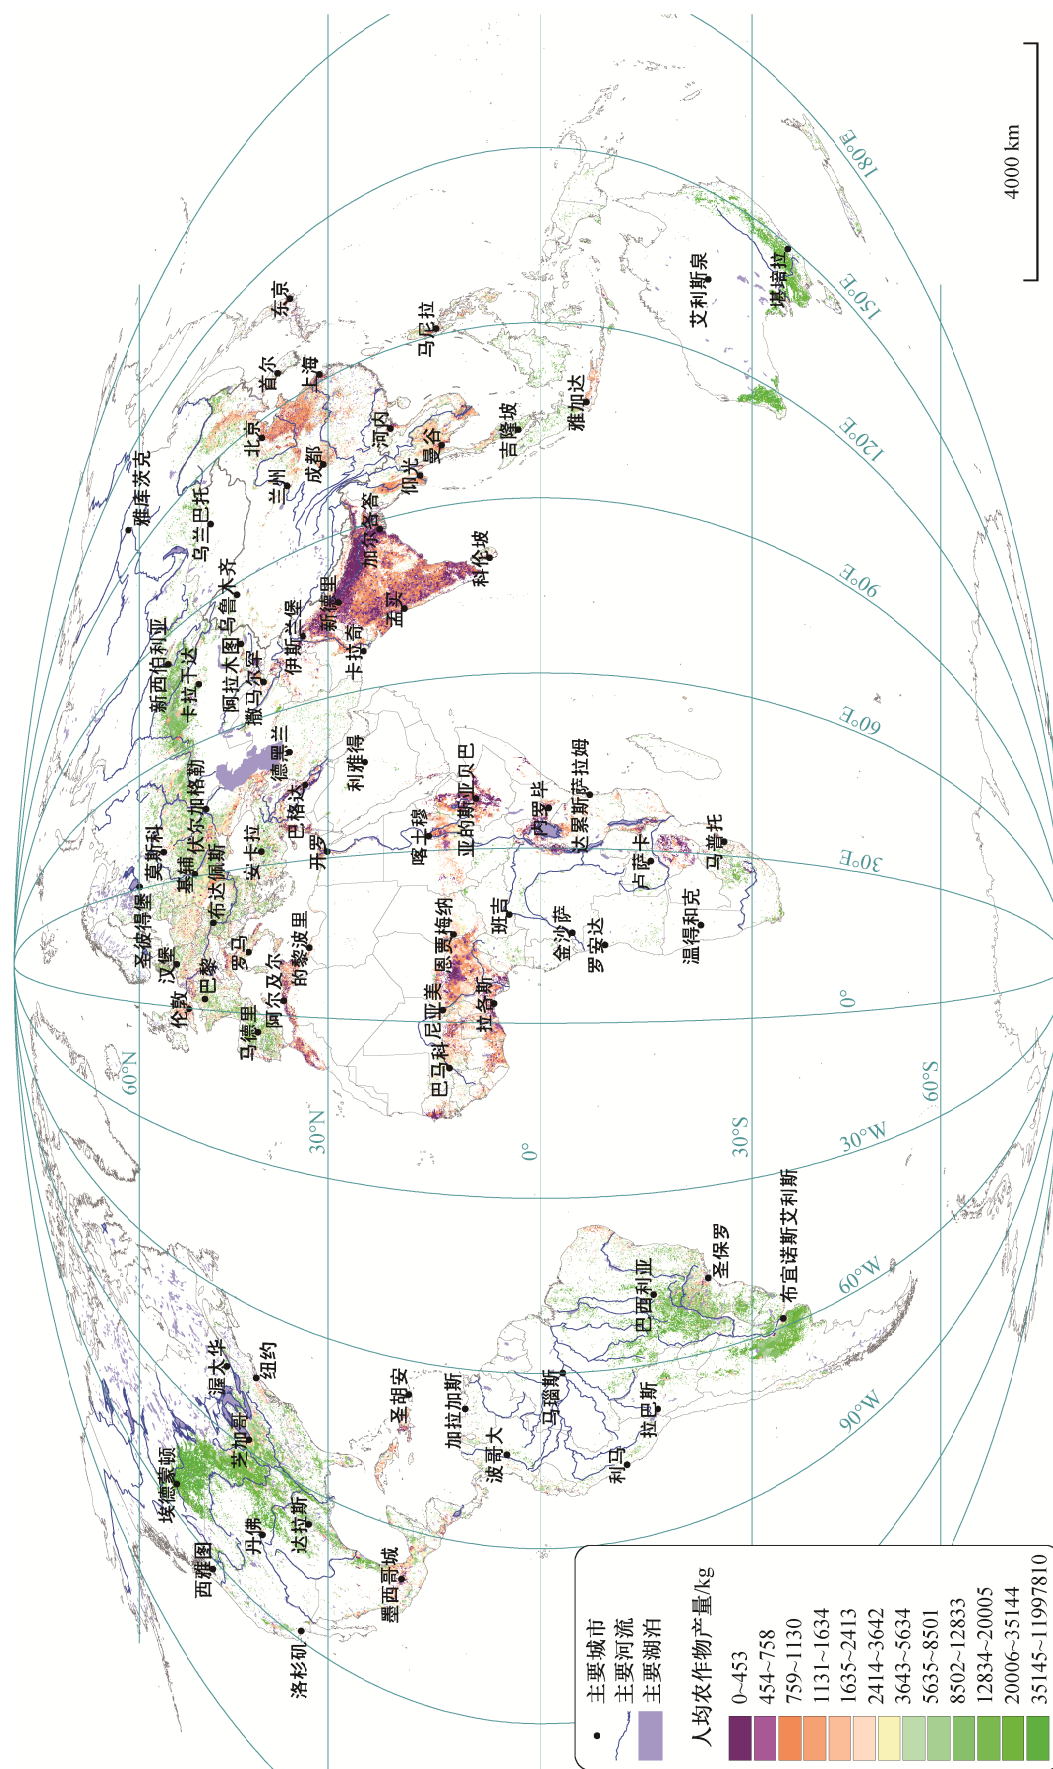 60°N
30°N
0°
30°S
60°S
90°W
60°W
30°W
0°
30°E
60°E
90°E
120°E
150°E
180°E
埃德蒙顿
渥太华
西雅图
芝加哥
纽约
丹佛
达拉斯
洛杉矶
墨西哥城
圣胡安
加拉加斯
波哥大
马瑙斯
利马
拉巴斯
巴西利亚
圣保罗
布宜诺斯艾利斯
圣彼得堡
莫斯科
汉堡
伦敦
巴黎
基辅
伏尔加格勒
布达佩斯
罗马
马德里
安卡拉
阿尔及尔
的黎波里
开罗
巴格达
德黑兰
利雅得
新西伯利亚
卡拉干达
阿拉木图
撒马尔罕
乌鲁木齐
乌兰巴托
雅库茨克
伊斯兰堡
新德里
卡拉奇
孟买
加尔各答
科伦坡
兰州
北京
成都
首尔
上海
东京
河内
仰光
曼谷
马尼拉
吉隆坡
雅加达
巴马科
尼亚美
恩贾梅纳
拉各斯
喀土穆
亚的斯亚贝巴
班吉
内罗毕
金沙萨
罗安达
达累斯萨拉姆
卢萨卡
温得和克
马普托
艾利斯泉
堪培拉
4000 km
主要城市
主要河流
主要湖泊
人均农作物产量/kg
0~453
454~758
759~1130
1131~1634
1635~2413
2414~3642
3643~5634
5635~8501
8502~12833
12834~20005
20006~35144
35145~11997810